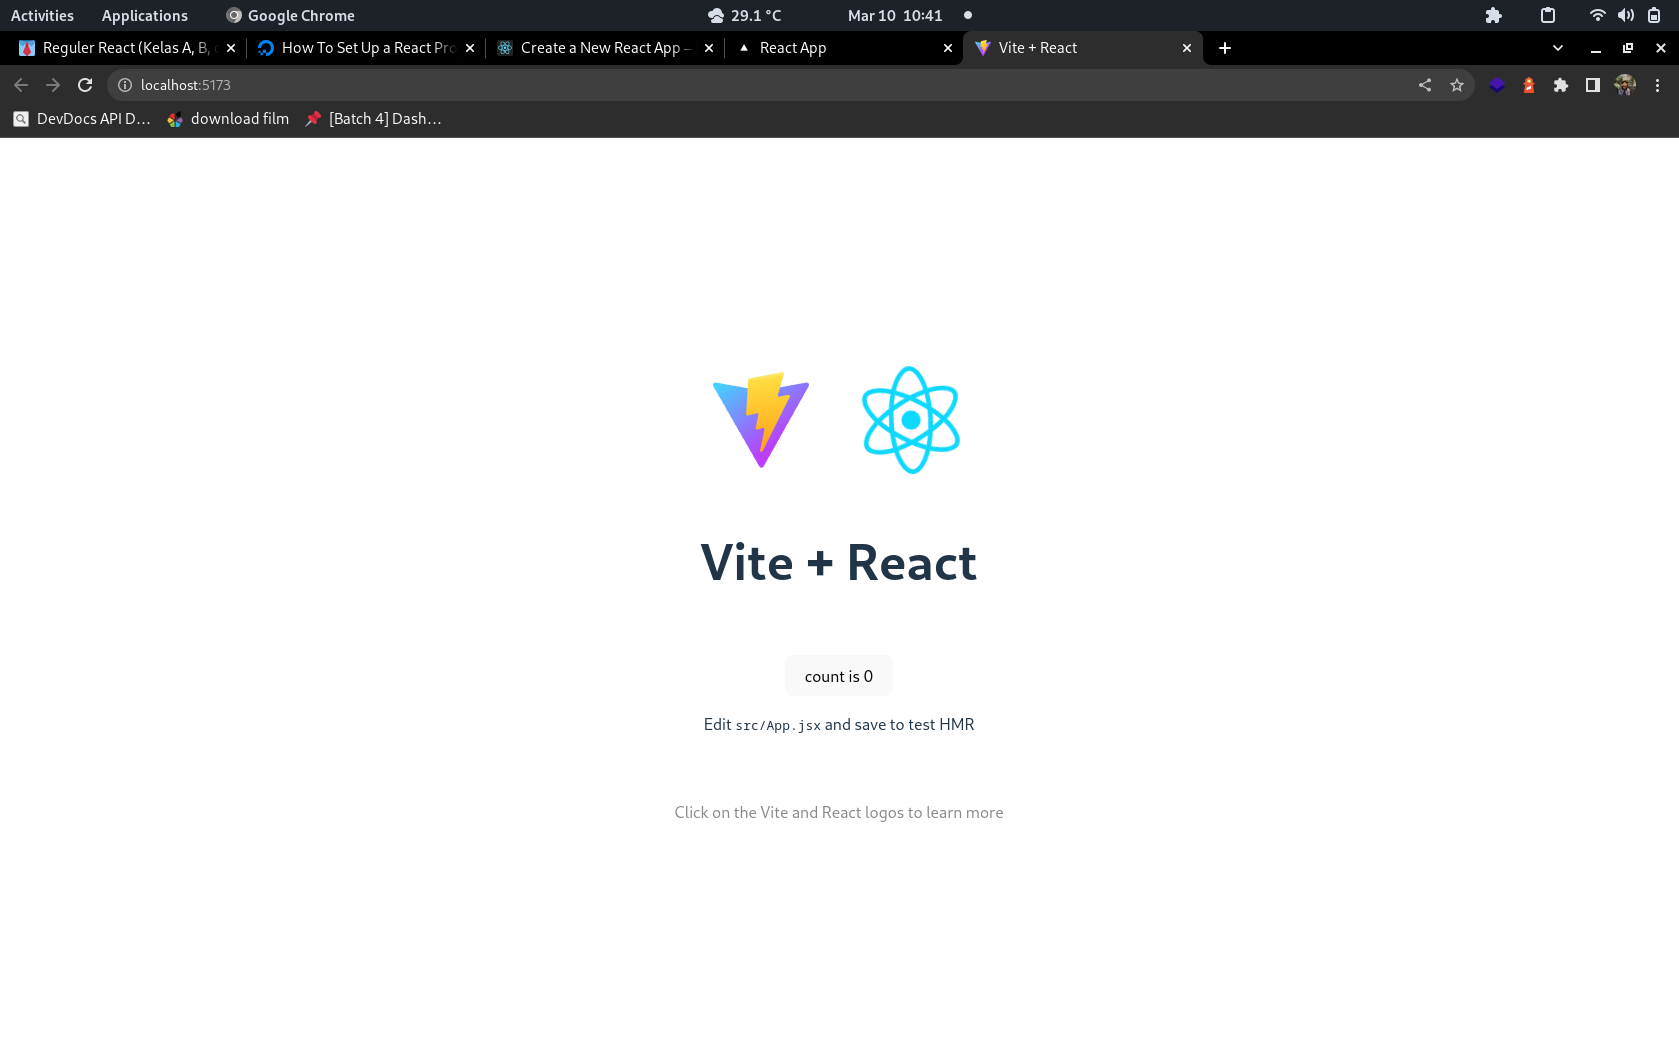 Activities Applications Google Chrome 29.1 °C Mar 10 10:41
Reguler React (Kelas A, B, How To Set Up a React Pro Create a New React App – React App Vite + React
localhost:5173
DevDocs API D… download film [Batch 4] Dash…
Vite + React
count is 0
Edit src/App.jsx and save to test HMR
Click on the Vite and React logos to learn more